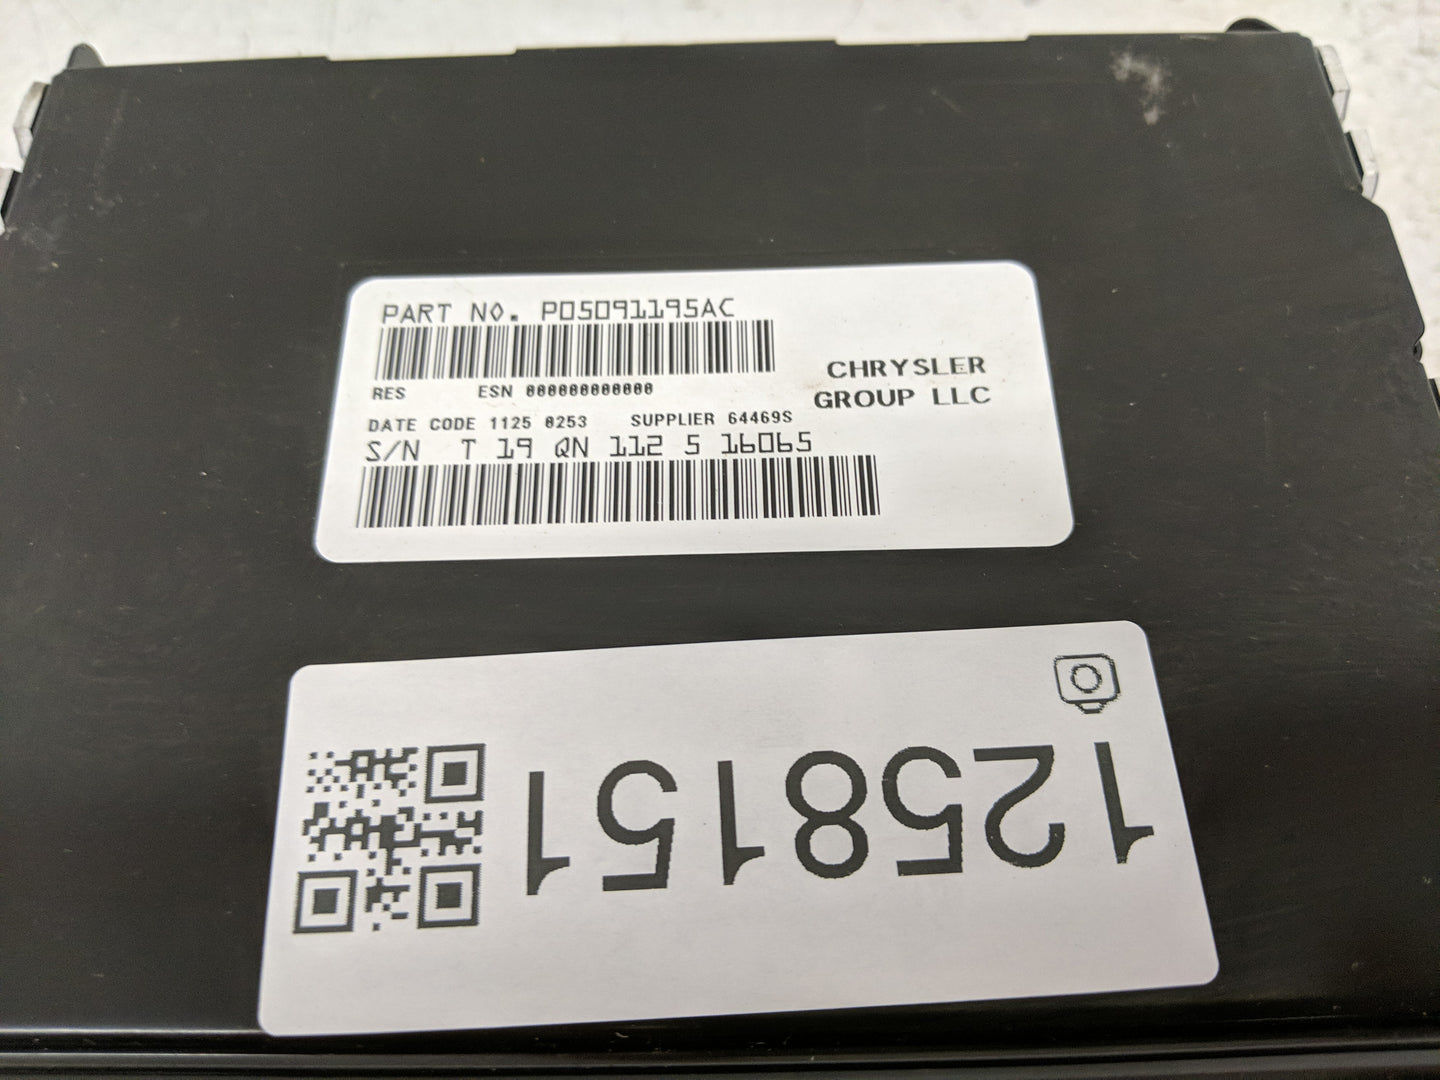 PART NO. P05091195AC
RES ESN 000000000000
DATE CODE 1125 0253 SUPPLIER 64469S
S/N T 19 QN 112 5 16065
CHRYSLER
GROUP LLC
1258151